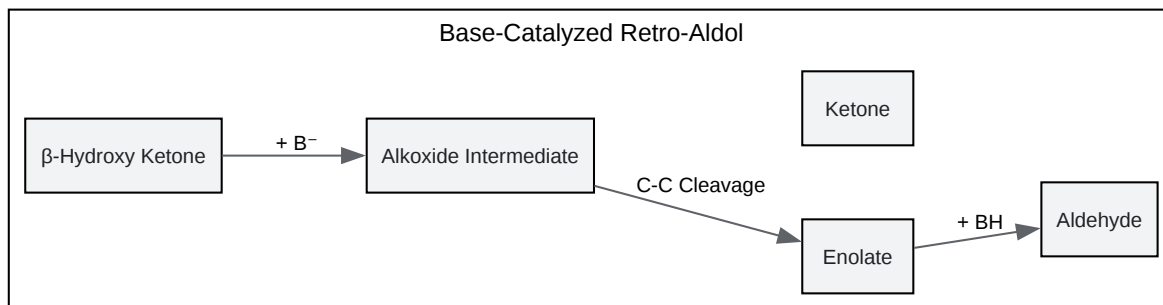 Base-Catalyzed Retro-Aldol
Ketone
β-Hydroxy Ketone
+ B⁻
Alkoxide Intermediate
C-C Cleavage
Enolate
+ BH
Aldehyde